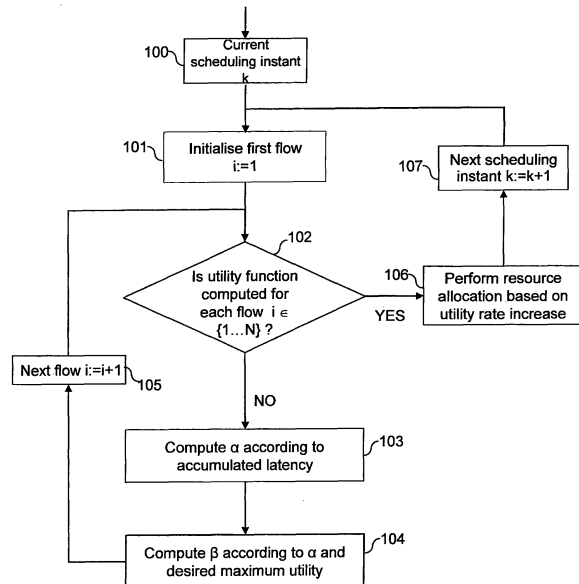 100
Current
scheduling instant
k
101
Initialise first flow
i:=1
107
Next scheduling
instant k:=k+1
102
Is utility function
computed for
each flow i ∈
{1...N} ?
YES
106
Perform resource
allocation based on
utility rate increase
Next flow i:=i+1
105
NO
Compute α according to
accumulated latency
103
Compute β according to α and
desired maximum utility
104